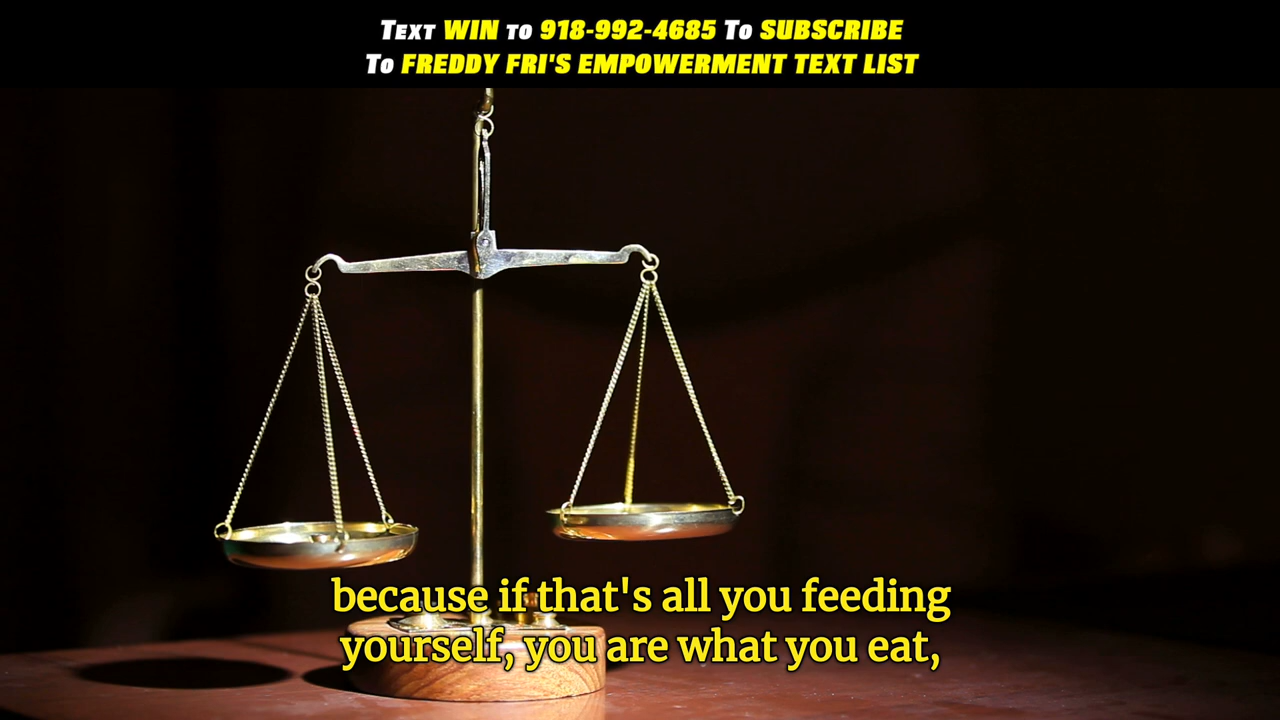 Text WIN to 918-992-4685 To SUBSCRIBE
To FREDDY FRI'S EMPOWERMENT TEXT LIST
because if that's all you feeding
yourself, you are what you eat,